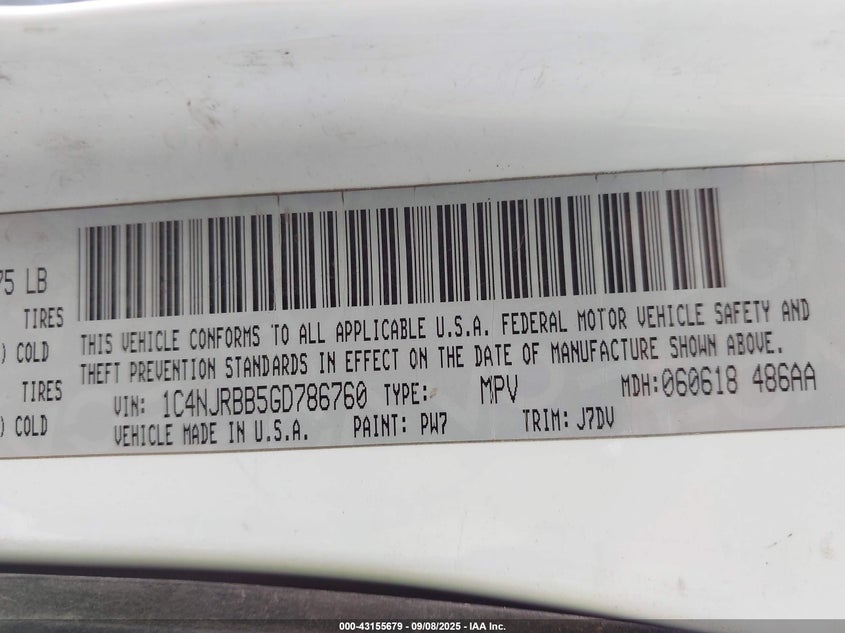 75 LB
TIRES
) COLD
TIRES
) COLD
THIS VEHICLE CONFORMS TO ALL APPLICABLE U.S.A. FEDERAL MOTOR VEHICLE SAFETY AND
THEFT PREVENTION STANDARDS IN EFFECT ON THE DATE OF MANUFACTURE SHOWN ABOVE.
VIN: 1C4NJRBB5GD786760 TYPE: MPV MDH:060618 486AA
VEHICLE MADE IN U.S.A. PAINT: PW7 TRIM: J7DV
000-43155679 - 09/08/2025 - IAA Inc.